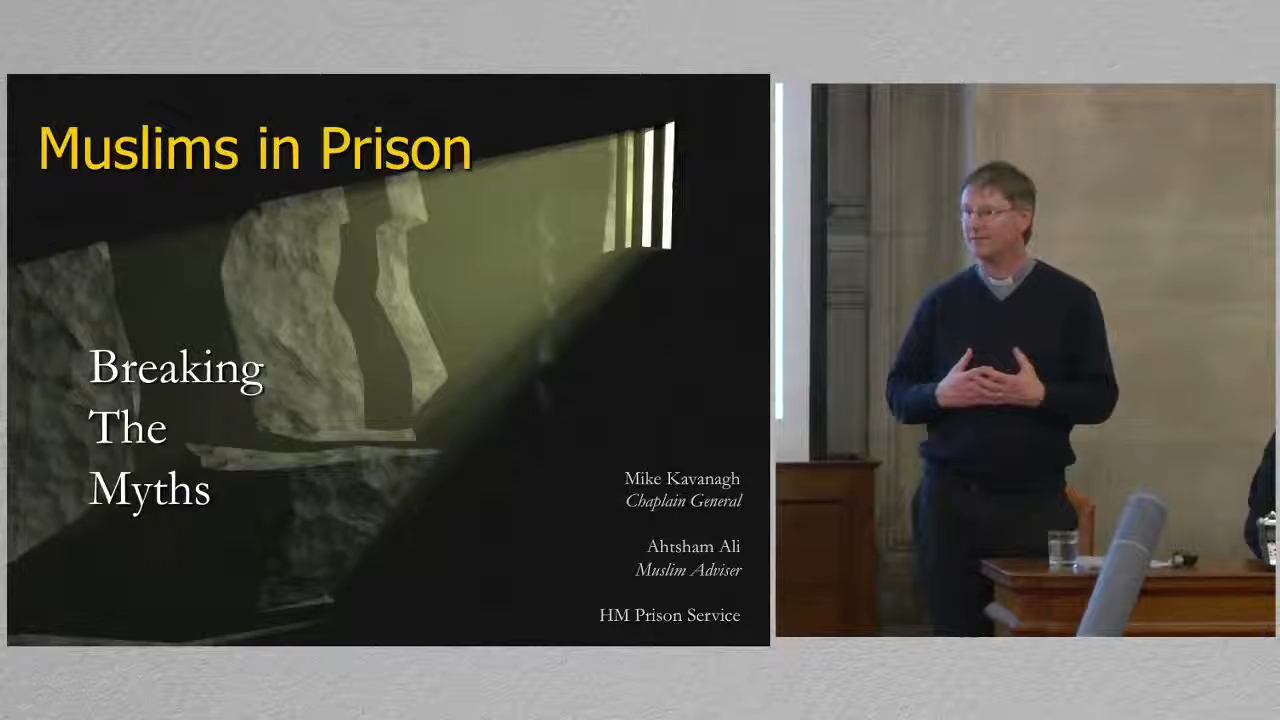 Muslims in Prison
Breaking
The
Myths
Mike Kavanagh
Chaplain General
Ahtsham Ali
Muslim Adviser
HM Prison Service